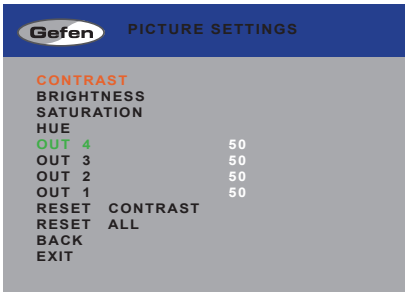 Gefen PICTURE SETTINGS
CONTRAST
BRIGHTNESS
SATURATION
HUE
OUT 4 50
OUT 3 50
OUT 2 50
OUT 1 50
RESET CONTRAST
RESET ALL
BACK
EXIT